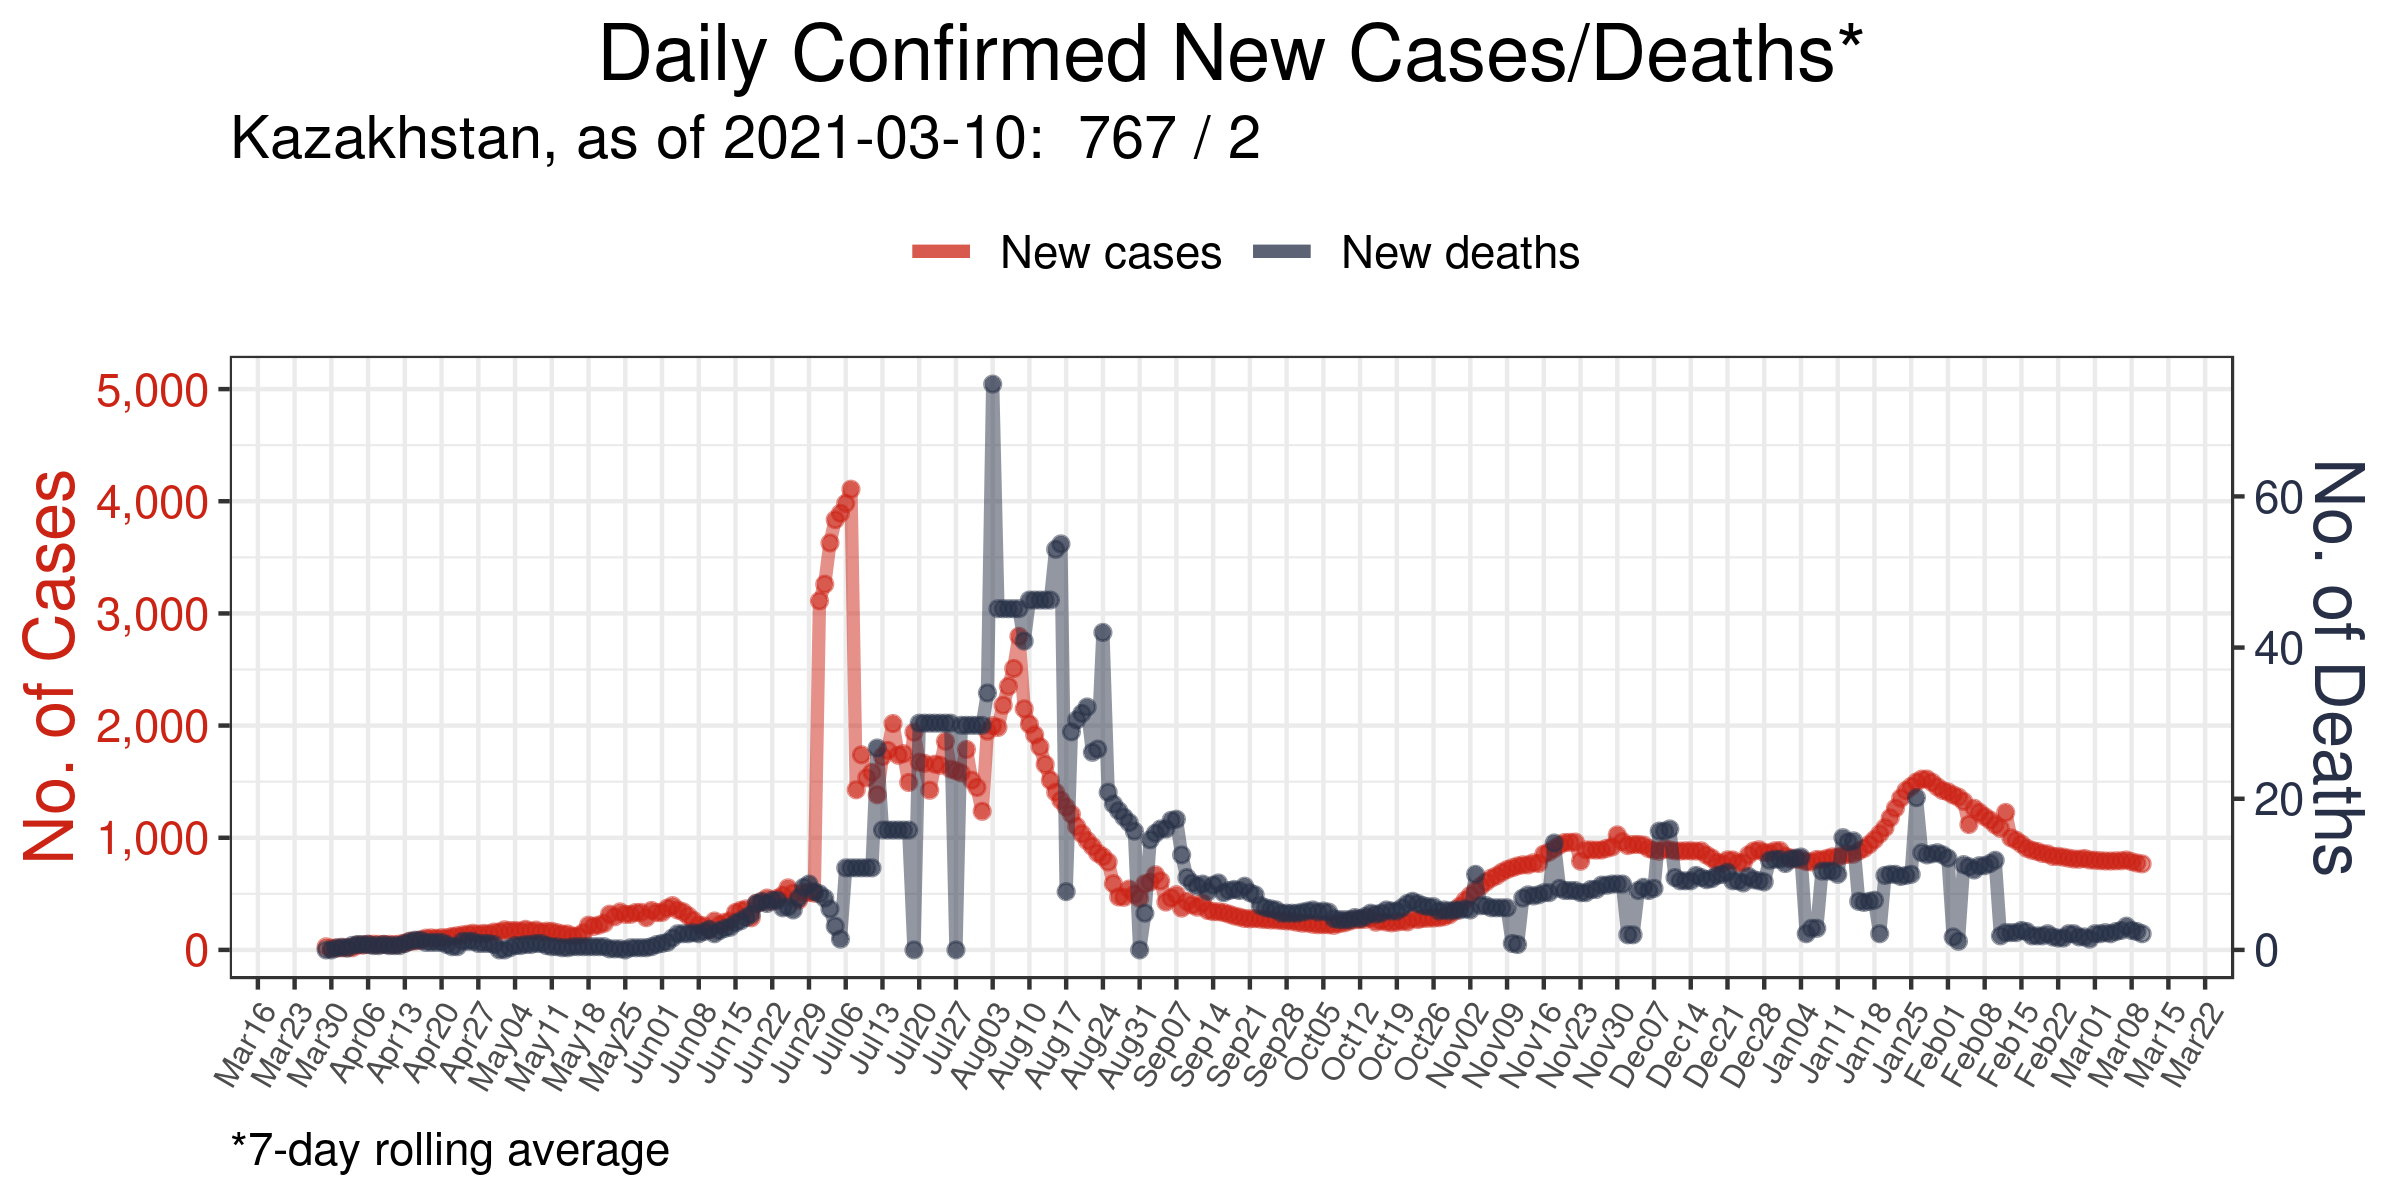 Daily Confirmed New Cases/Deaths*
Kazakhstan, as of 2021-03-10:  767 / 2
New cases
New deaths
No. of Cases
5,000
4,000
3,000
2,000
1,000
0
No. of Deaths
60
40
20
0
Mar16
Mar23
Mar30
Apr06
Apr13
Apr20
Apr27
May04
May11
May18
May25
Jun01
Jun08
Jun15
Jun22
Jun29
Jul06
Jul13
Jul20
Jul27
Aug03
Aug10
Aug17
Aug24
Aug31
Sep07
Sep14
Sep21
Sep28
Oct05
Oct12
Oct19
Oct26
Nov02
Nov09
Nov16
Nov23
Nov30
Dec07
Dec14
Dec21
Dec28
Jan04
Jan11
Jan18
Jan25
Feb01
Feb08
Feb15
Feb22
Mar01
Mar08
Mar15
Mar22
*7-day rolling average